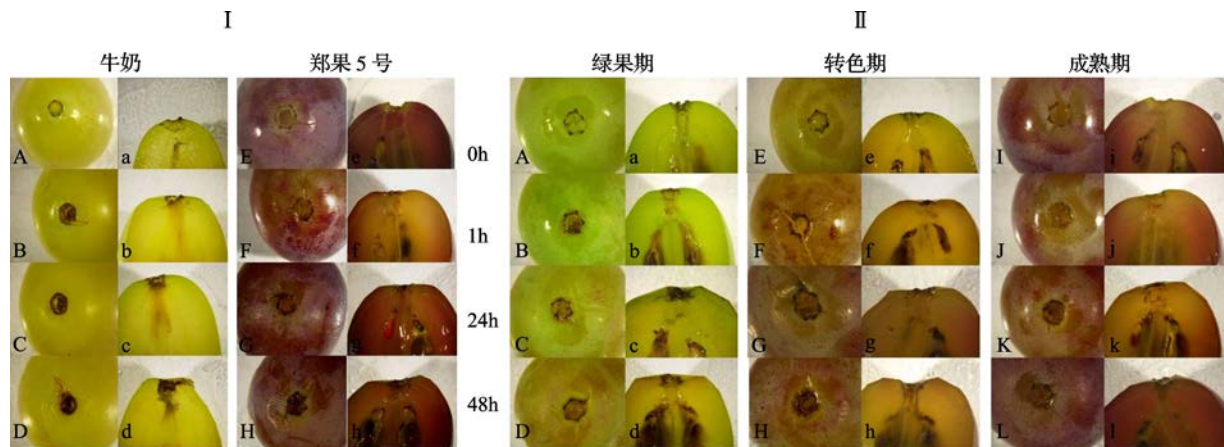 I II
牛奶 郑果 5 号 绿果期 转色期 成熟期
A a E e 0h A a E e I i
B b F f 1h B b F f J j
C c G g 24h C c G g K k
D d H h 48h D d H h L l